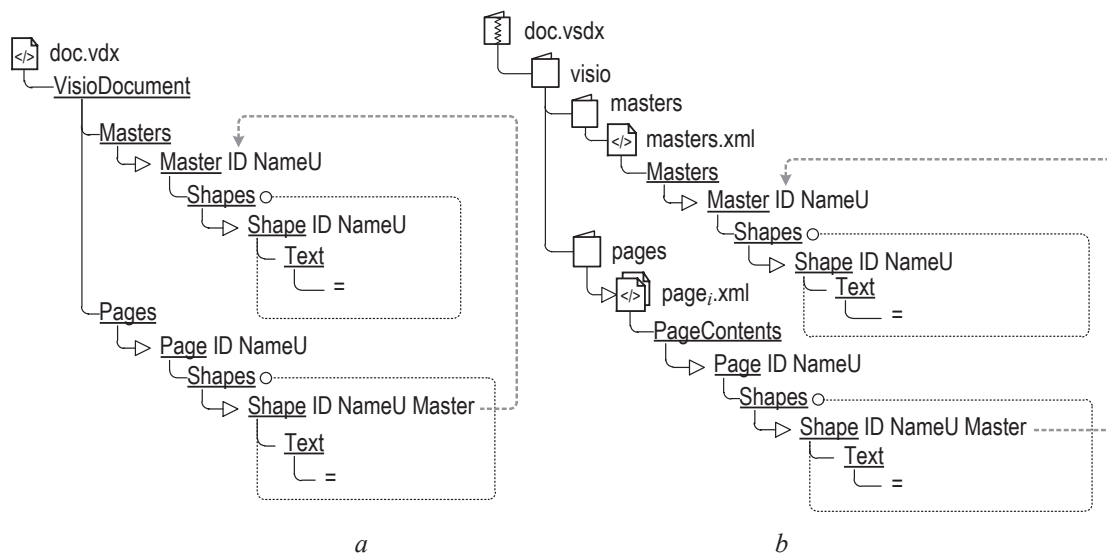 doc.vdx
VisioDocument
Masters
Master ID NameU
Shapes
Shape ID NameU
Text
=
Pages
Page ID NameU
Shapes
Shape ID NameU Master
Text
=
a
doc.vsdx
visio
masters
masters.xml
Masters
Master ID NameU
Shapes
Shape ID NameU
Text
=
pages
pageᵢ.xml
PageContents
Page ID NameU
Shapes
Shape ID NameU Master
Text
=
b